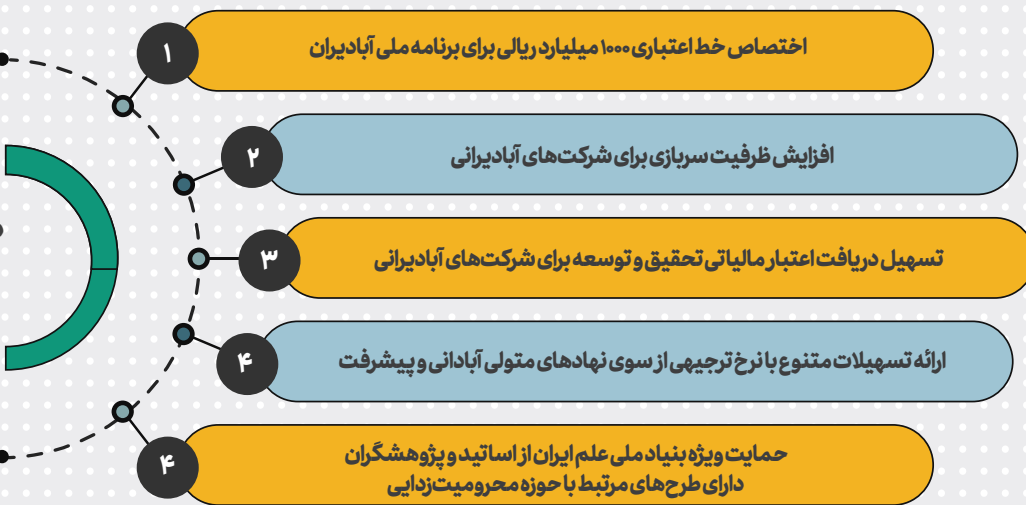 ۱
اختصاص خط اعتباری ۱۰۰۰ میلیارد ریالی برای برنامه ملی آبادیران
۲
افزایش ظرفیت سربازی برای شرکت‌های آبادیرانی
۳
تسهیل دریافت اعتبار مالیاتی تحقیق و توسعه برای شرکت‌های آبادیرانی
۴
ارائه تسهیلات متنوع با نرخ ترجیهی از سوی نهادهای متولی آبادانی و پیشرفت
۴
حمایت ویژه بنیاد ملی علم ایران از اساتید و پژوهشگران
دارای طرح‌های مرتبط با حوزه محرومیت‌زدایی